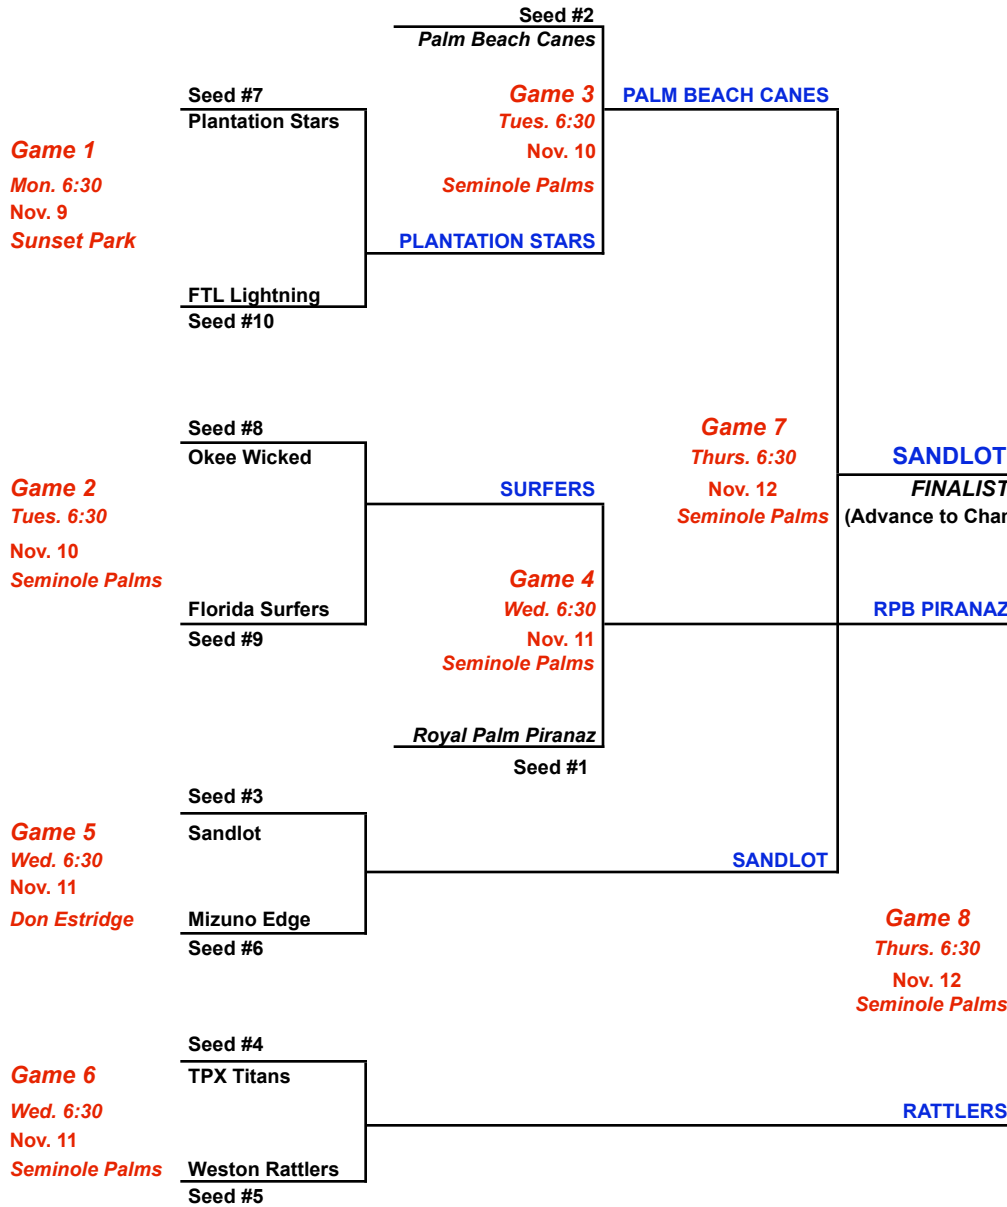 Seed #2
Palm Beach Canes
Seed #7
Plantation Stars
Game 3
Tues. 6:30
Nov. 10
Seminole Palms
PALM BEACH CANES
Game 1
Mon. 6:30
Nov. 9
Sunset Park
PLANTATION STARS
FTL Lightning
Seed #10
Seed #8
Okee Wicked
Game 2
Tues. 6:30
Nov. 10
Seminole Palms
SURFERS
Game 7
Thurs. 6:30
Nov. 12
Seminole Palms
SANDLOT
FINALIST
(Advance to Cham
Florida Surfers
Seed #9
Game 4
Wed. 6:30
Nov. 11
Seminole Palms
RPB PIRANAZ
Royal Palm Piranaz
Seed #1
Seed #3
Sandlot
Game 5
Wed. 6:30
Nov. 11
Don Estridge
SANDLOT
Mizuno Edge
Seed #6
Game 8
Thurs. 6:30
Nov. 12
Seminole Palms
Seed #4
TPX Titans
Game 6
Wed. 6:30
Nov. 11
Seminole Palms
RATTLERS
Weston Rattlers
Seed #5